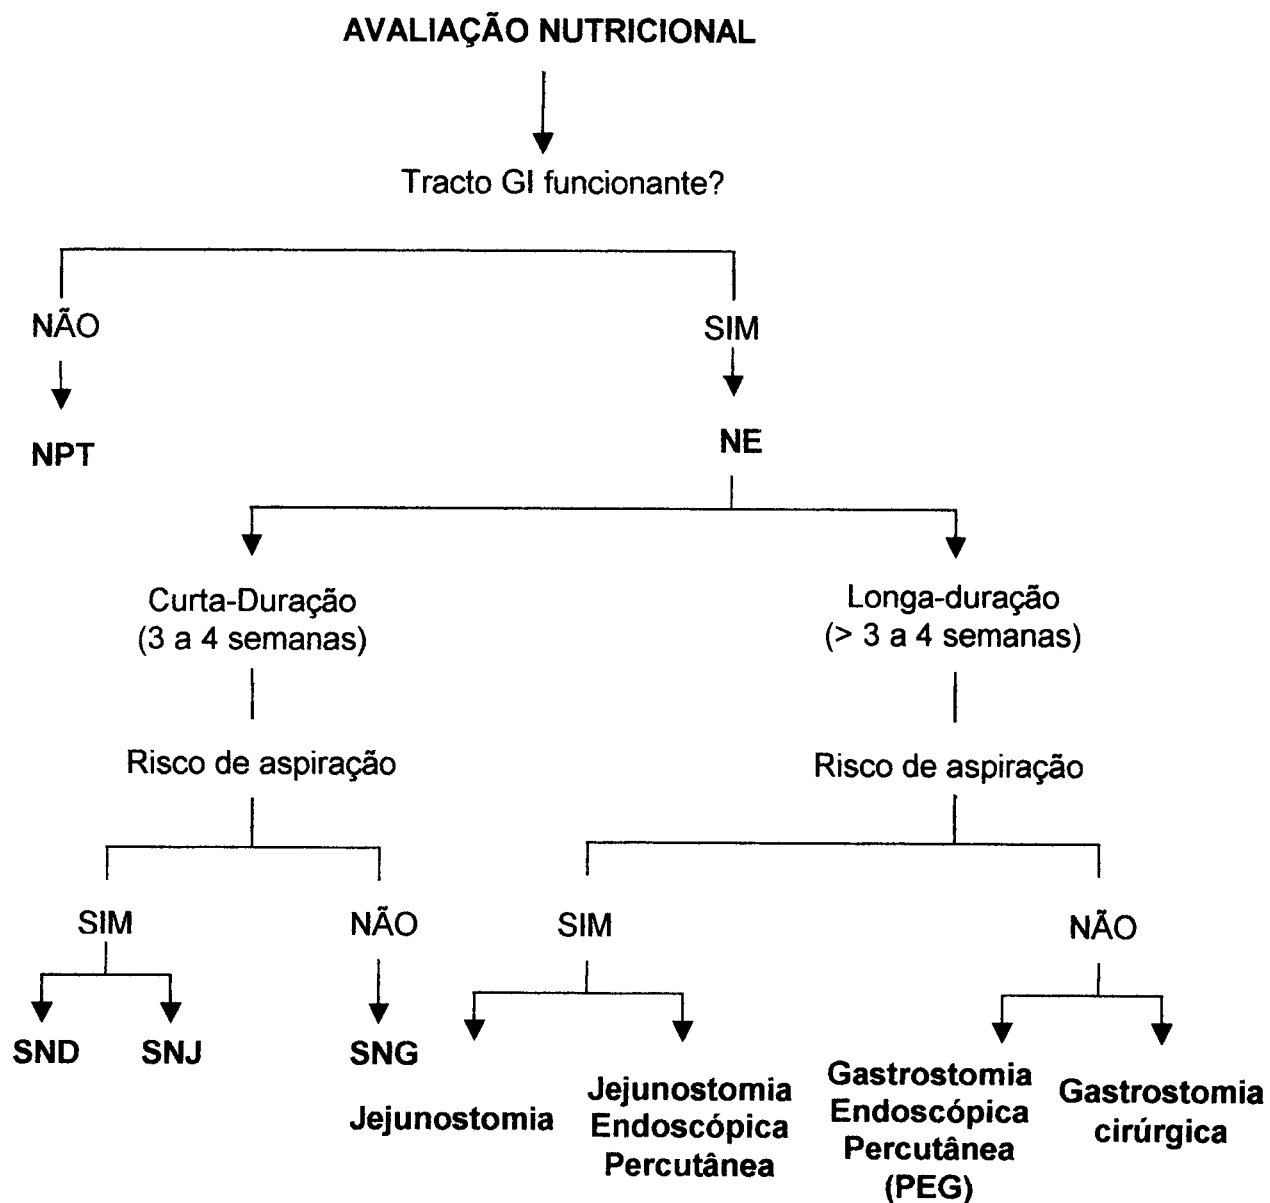 AVALIAÇÃO NUTRICIONAL
Tracto GI funcionante?
NÃO
SIM
NPT
NE
Curta-Duração
(3 a 4 semanas)
Longa-duração
(> 3 a 4 semanas)
Risco de aspiração
Risco de aspiração
SIM
NÃO
SIM
NÃO
SND
SNJ
SNG
Jejunostomia
Jejunostomia
Endoscópica
Percutânea
Gastrostomia
Endoscópica
Percutânea
(PEG)
Gastrostomia
cirúrgica